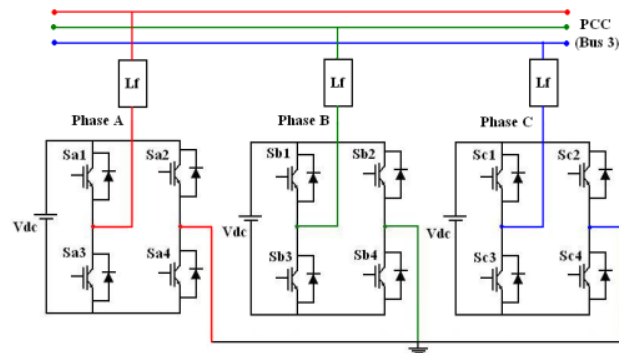 PCC
(Bus 3)
Lf
Lf
Lf
Phase A
Phase B
Phase C
Sa1
Sa2
Sb1
Sb2
Sc1
Sc2
Vdc
Vdc
Vdc
Sa3
Sa4
Sb3
Sb4
Sc3
Sc4